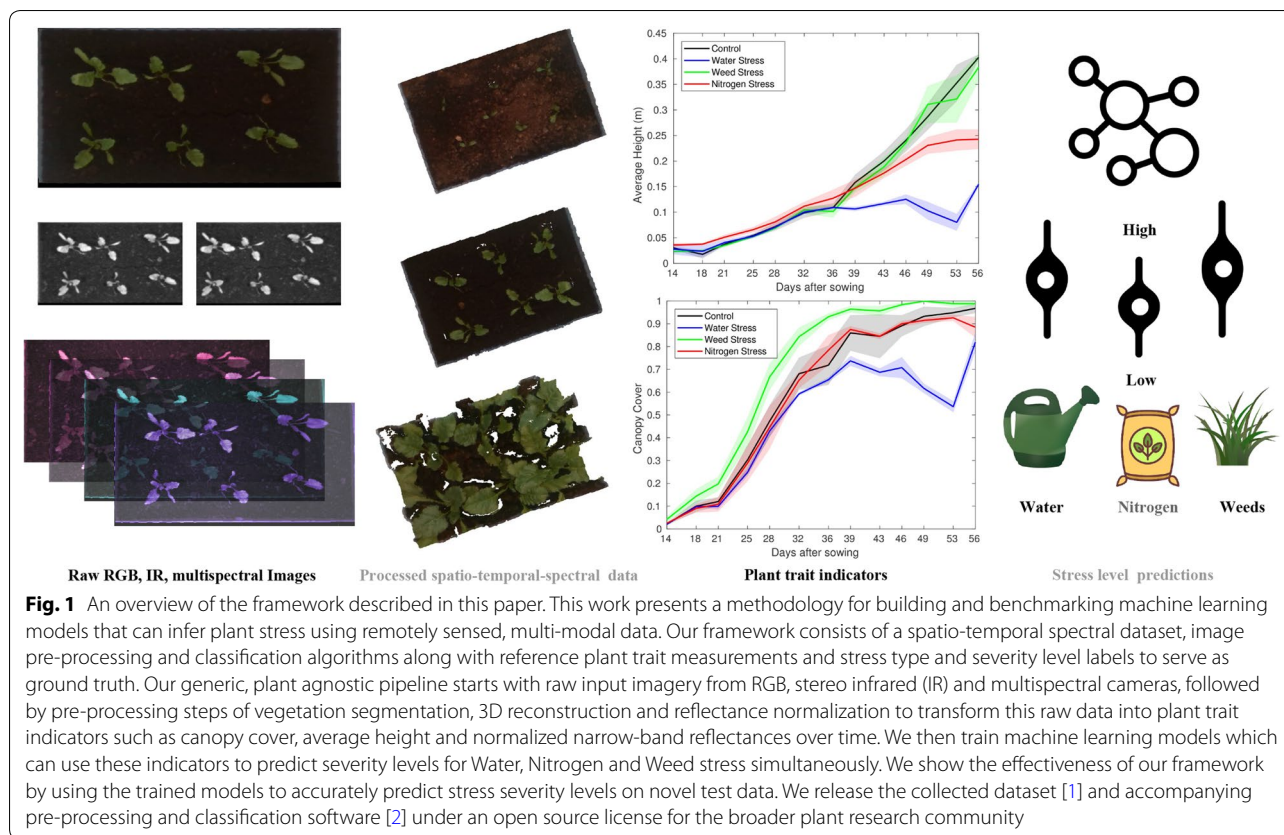 0.45
0.4
0.35
0.3
0.25
0.2
0.15
0.1
0.05
0
Average Height (m)
Control
Water Stress
Weed Stress
Nitrogen Stress
14 18 21 25 28 32 36 39 43 46 49 53 56
Days after sowing
1
0.9
0.8
0.7
0.6
0.5
0.4
0.3
0.2
0.1
0
Canopy Cover
Control
Water Stress
Weed Stress
Nitrogen Stress
14 18 21 25 28 32 36 39 43 46 49 53 56
Days after sowing
High
Low
Water
Nitrogen
Weeds
Raw RGB, IR, multispectral Images
Processed spatio-temporal-spectral data
Plant trait indicators
Stress level predictions
Fig. 1 An overview of the framework described in this paper. This work presents a methodology for building and benchmarking machine learning
models that can infer plant stress using remotely sensed, multi-modal data. Our framework consists of a spatio-temporal spectral dataset, image
pre-processing and classification algorithms along with reference plant trait measurements and stress type and severity level labels to serve as
ground truth. Our generic, plant agnostic pipeline starts with raw input imagery from RGB, stereo infrared (IR) and multispectral cameras, followed
by pre-processing steps of vegetation segmentation, 3D reconstruction and reflectance normalization to transform this raw data into plant trait
indicators such as canopy cover, average height and normalized narrow-band reflectances over time. We then train machine learning models which
can use these indicators to predict severity levels for Water, Nitrogen and Weed stress simultaneously. We show the effectiveness of our framework
by using the trained models to accurately predict stress severity levels on novel test data. We release the collected dataset [1] and accompanying
pre-processing and classification software [2] under an open source license for the broader plant research community